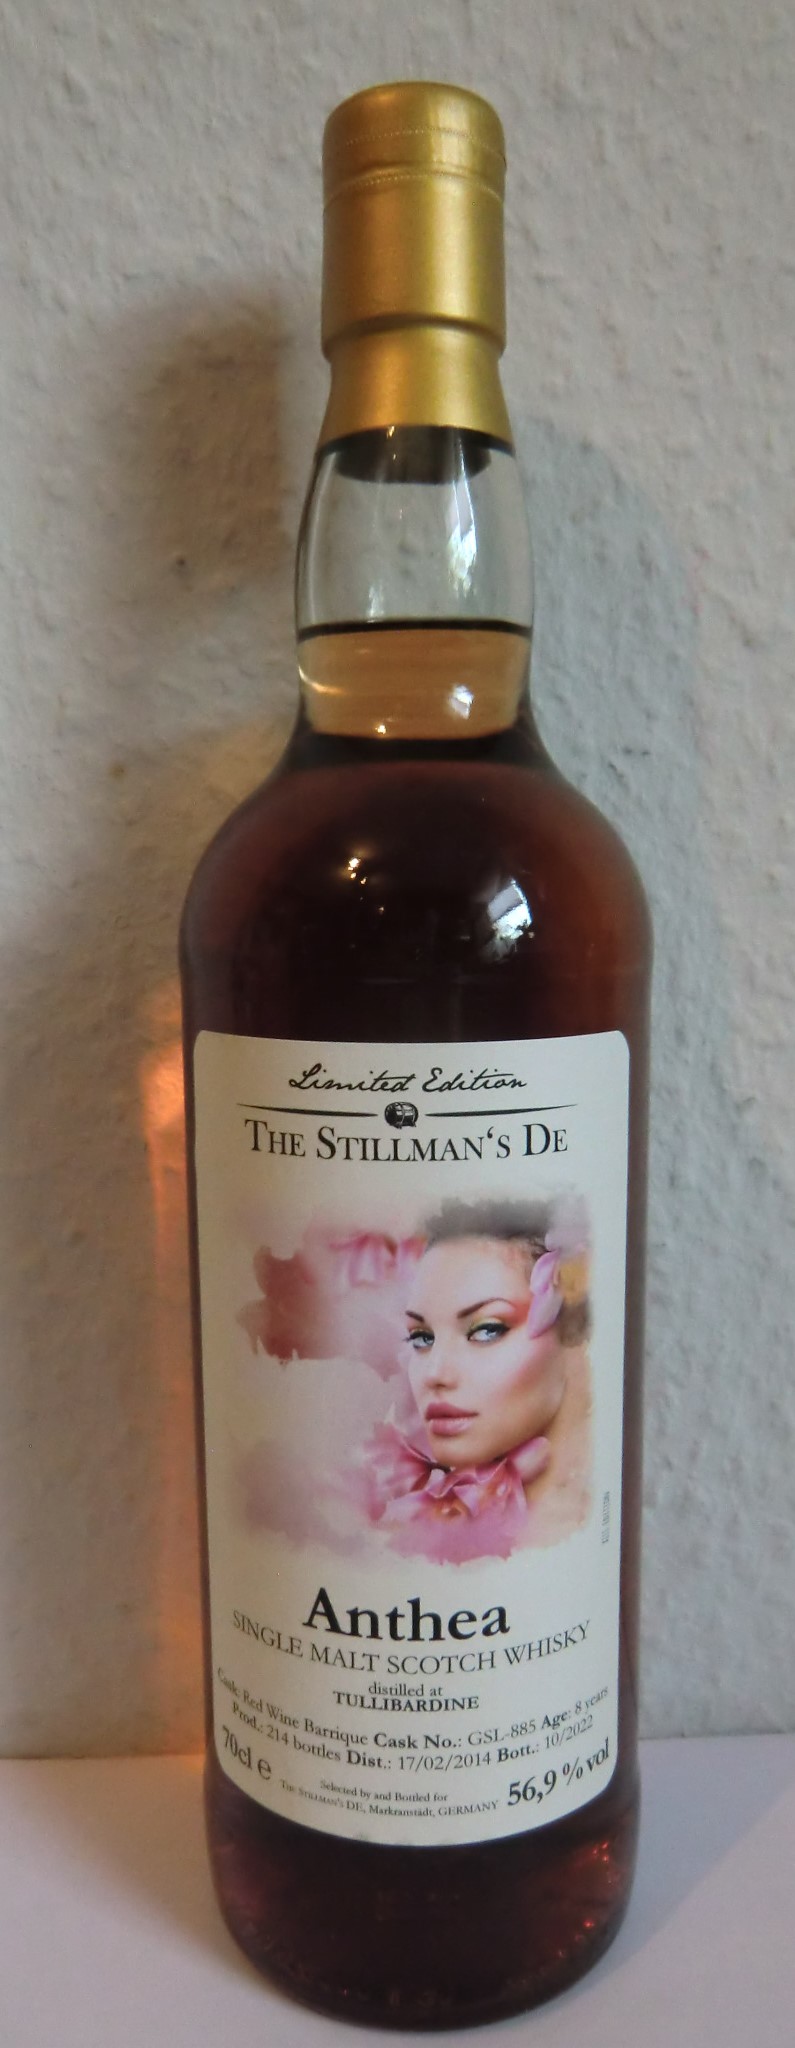 Limited Edition
THE STILLMAN'S DE
Anthea
SINGLE MALT SCOTCH WHISKY
distilled at
TULLIBARDINE
Cask: Red Wine Barrique Cask No.: GSL-885 Age: 8 years
Prod.: 214 bottles Dist.: 17/02/2014 Bott.: 10/2022
70cl e
Selected by and Bottled for
THE STILLMAN'S DE, Markranstädt, GERMANY
56,9 % vol